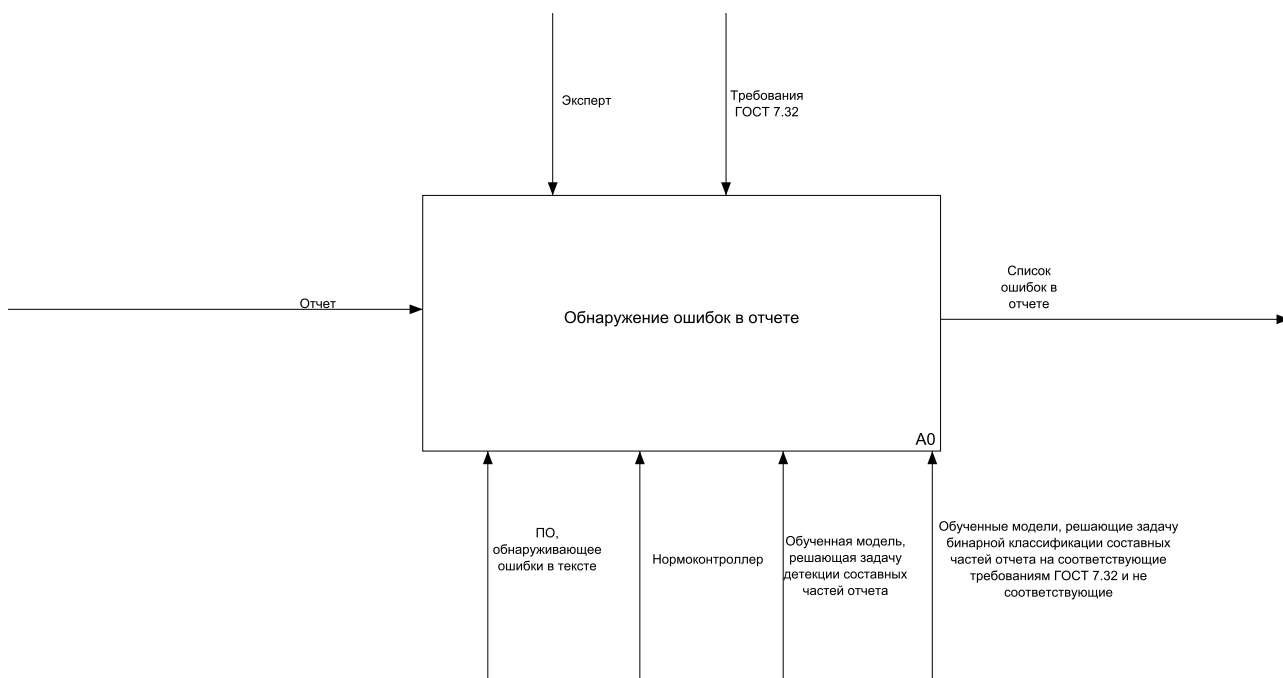 Эксперт
Требования
ГОСТ 7.32
Отчет
Обнаружение ошибок в отчете
Список
ошибок в
отчете
A0
ПО,
обнаруживающее
ошибки в тексте
Нормоконтроллер
Обученная модель,
решающая задачу
детекции составных
частей отчета
Обученные модели, решающие задачу
бинарной классификации составных
частей отчета на соответствующие
требованиям ГОСТ 7.32 и не
соответствующие